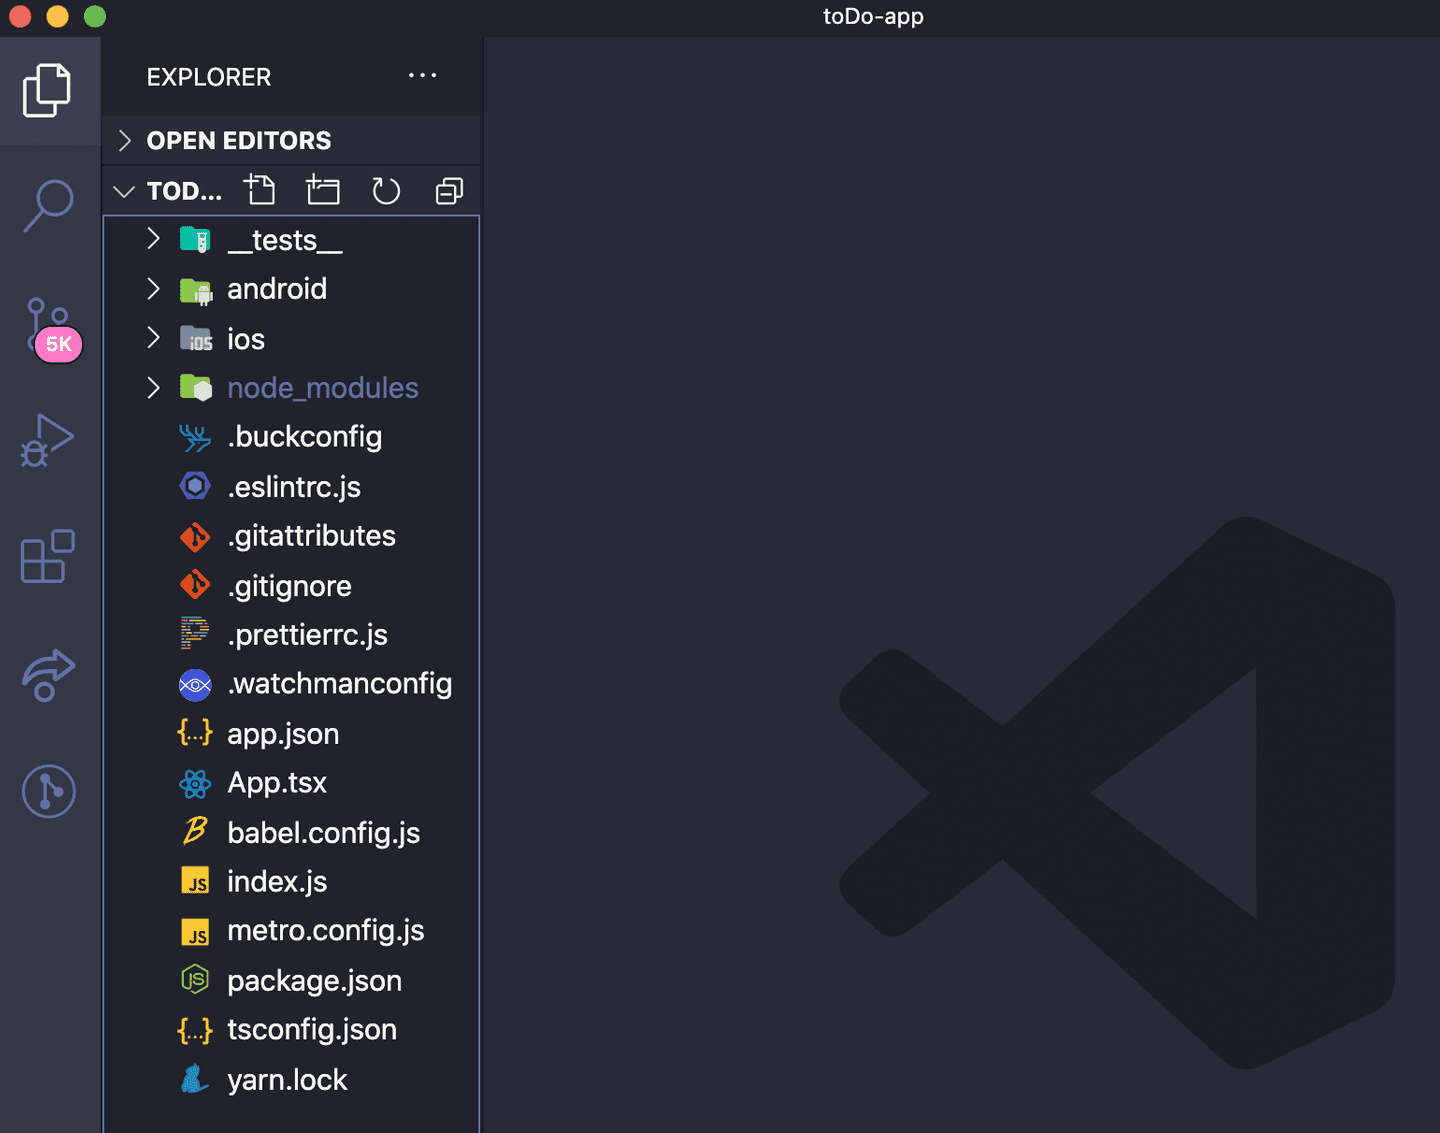 toDo-app
EXPLORER
OPEN EDITORS
TOD...
__tests__
android
ios
5K
node_modules
.buckconfig
.eslintrc.js
.gitattributes
.gitignore
.prettierrc.js
.watchmanconfig
app.json
App.tsx
babel.config.js
index.js
metro.config.js
package.json
tsconfig.json
yarn.lock